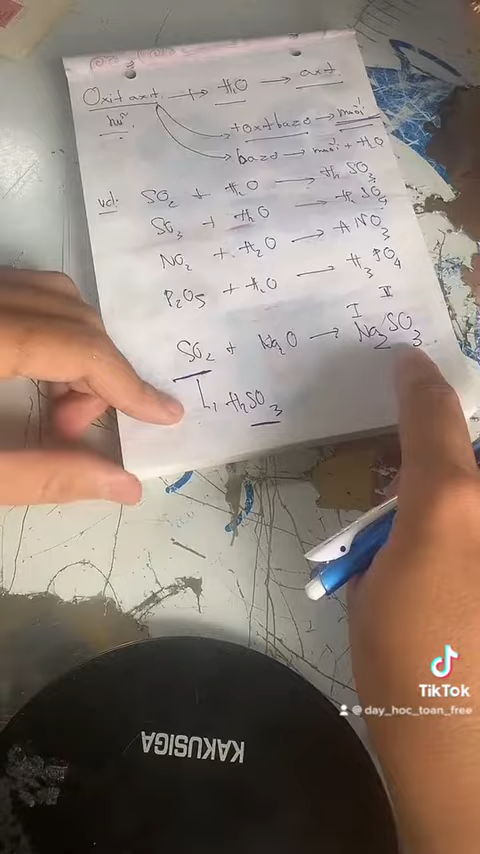 Oxit axit + H₂O → axit
+ oxit bazơ → muối
bazơ → muối + H₂O
vd: SO₂ + H₂O → H₂SO₃
SO₃ + H₂O → H₂SO₄
NO₂ + H₂O → HNO₃
P₂O₅ + H₂O → H₃PO₄
I II
SO₂ + Na₂O → Na₂SO₃
H₂SO₃
KAKUSIGA
TikTok
@day_hoc_toan_free